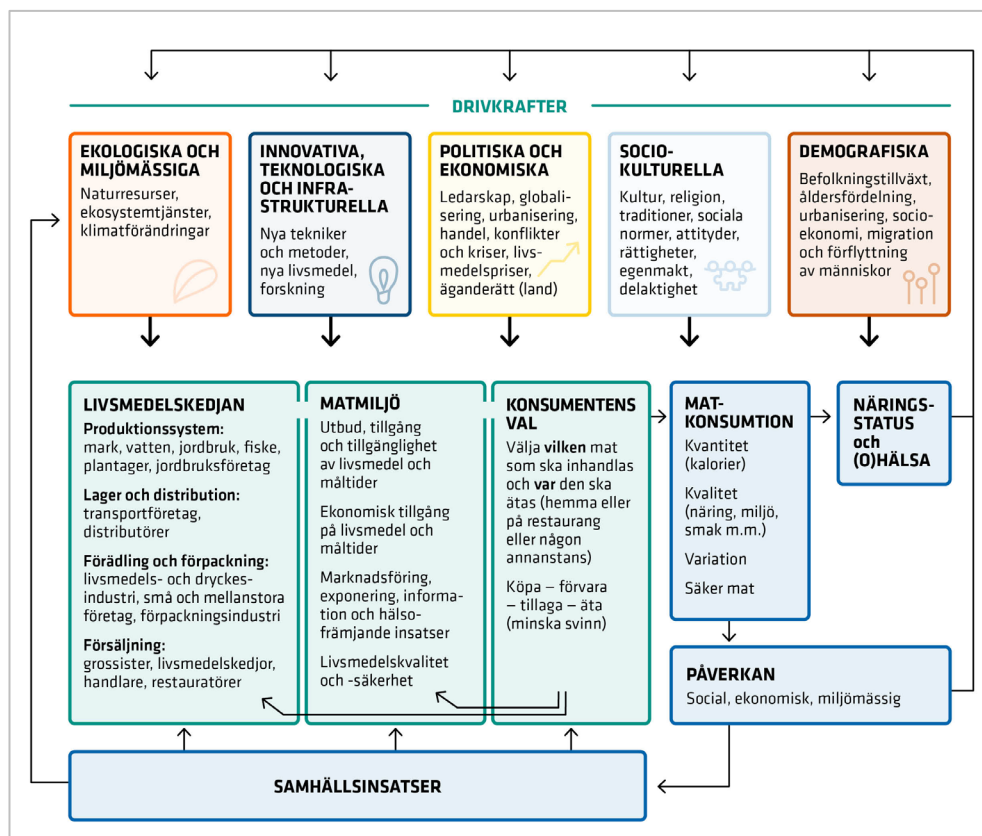 DRIVKRAFTER
EKOLOGISKA OCH
MILJÖMÄSSIGA
Naturresurser,
ekosystemtjänster,
klimatförändringar
INNOVATIVA,
TEKNOLOGISKA
OCH INFRA-
STRUKTURELLA
Nya tekniker
och metoder,
nya livsmedel,
forskning
POLITISKA OCH
EKONOMISKA
Ledarskap, globali-
sering, urbanisering,
handel, konflikter
och kriser, livs-
medelspriser,
äganderätt (land)
SOCIO-
KULTURELLA
Kultur, religion,
traditioner, sociala
normer, attityder,
rättigheter,
egenmakt,
delaktighet
DEMOGRAFISKA
Befolkningstillväxt,
åldersfördelning,
urbanisering, socio-
ekonomi, migration
och förflyttning
av människor
LIVSMEDELSKEDJAN
Produktionssystem:
mark, vatten, jordbruk, fiske,
plantager, jordbruksföretag
Lager och distribution:
transportföretag,
distributörer
Förädling och förpackning:
livsmedels- och dryckes-
industri, små och mellanstora
företag, förpackningsindustri
Försäljning:
grossister, livsmedelskedjor,
handlare, restauratörer
MATMILJÖ
Utbud, tillgång
och tillgänglighet
av livsmedel och
måltider
Ekonomisk tillgång
på livsmedel och
måltider
Marknadsföring,
exponering, informa-
tion och hälso-
främjande insatser
Livsmedelskvalitet
och -säkerhet
KONSUMENTENS
VAL
Välja vilken mat
som ska inhandlas
och var den ska
ätas (hemma eller
på restaurang
eller någon
annanstans)
Köpa – förvara
– tillaga – äta
(minska svinn)
MAT-
KONSUMTION
Kvantitet
(kalorier)
Kvalitet
(näring, miljö,
smak m.m.)
Variation
Säker mat
NÄRINGS-
STATUS
och
(O)HÄLSA
PÅVERKAN
Social, ekonomisk, miljömässig
SAMHÄLLSINSATSER